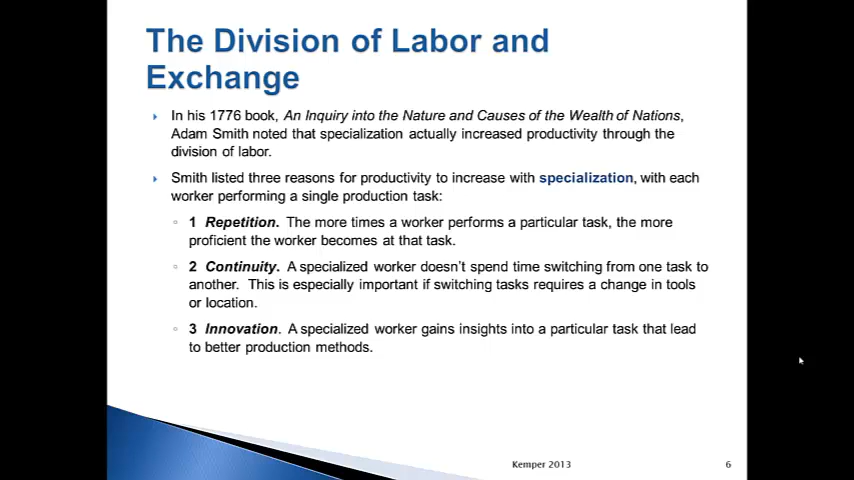 The Division of Labor and
Exchange
In his 1776 book, An Inquiry into the Nature and Causes of the Wealth of Nations,
Adam Smith noted that specialization actually increased productivity through the
division of labor.
Smith listed three reasons for productivity to increase with specialization, with each
worker performing a single production task:
1 Repetition. The more times a worker performs a particular task, the more
proficient the worker becomes at that task.
2 Continuity. A specialized worker doesn't spend time switching from one task to
another. This is especially important if switching tasks requires a change in tools
or location.
3 Innovation. A specialized worker gains insights into a particular task that lead
to better production methods.
Kemper 2013
6